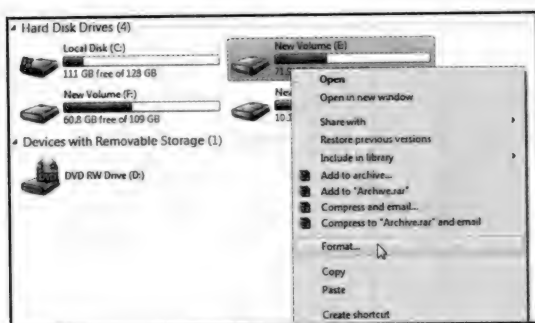 Hard Disk Drives (4)
Local Disk (C:)
111 GB free of 128 GB
New Volume (E:)
New Volume (F:)
60.8 GB free of 109 GB
Devices with Removable Storage (1)
DVD RW Drive (D:)
Open
Open in new window
Share with
Restore previous versions
Include in library
Add to archive...
Add to "Archive.rar"
Compress and email...
Compress to "Archive.rar" and email
Format...
Copy
Paste
Create shortcut